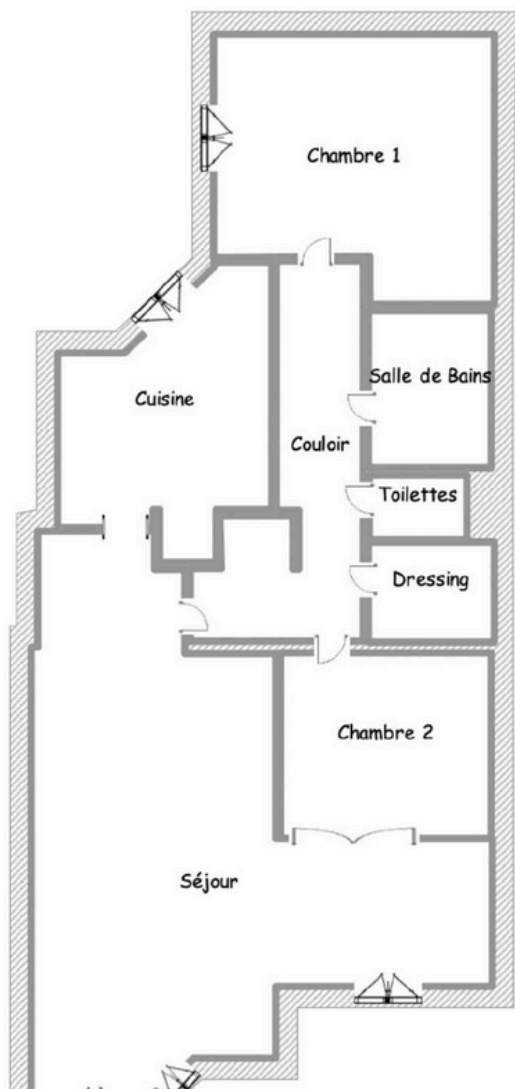 Chambre 1
Salle de Bains
Cuisine
Couloir
Toilettes
Dressing
Chambre 2
Séjour